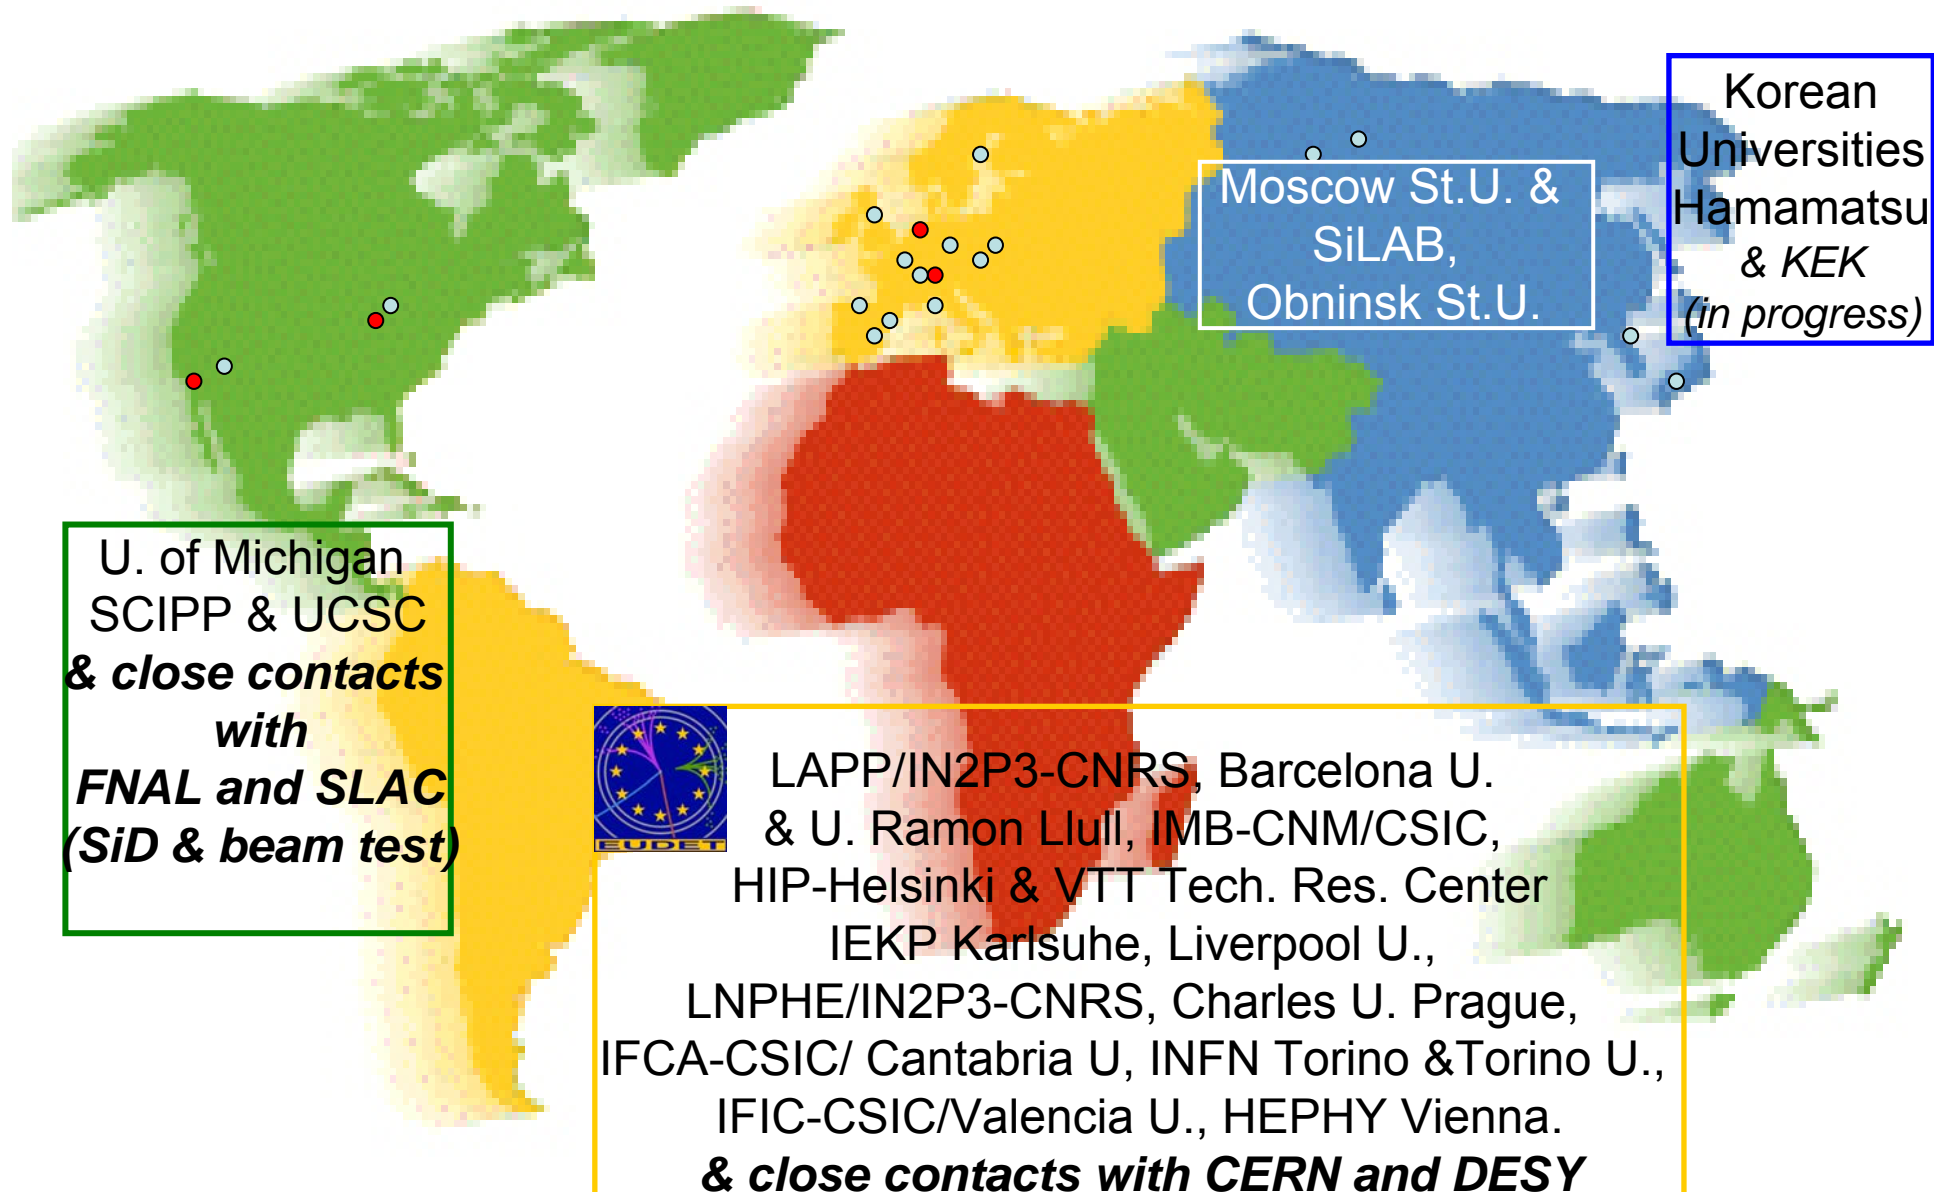 Korean
Universities
Hamamatsu
& KEK
(in progress)
Moscow St.U. &
SiLAB,
Obninsk St.U.
U. of Michigan
SCIPP & UCSC
& close contacts
with
FNAL and SLAC
(SiD & beam test)
EUDET
LAPP/IN2P3-CNRS, Barcelona U.
& U. Ramon Llull, IMB-CNM/CSIC,
HIP-Helsinki & VTT Tech. Res. Center
IEKP Karlsuhe, Liverpool U.,
LNPHE/IN2P3-CNRS, Charles U. Prague,
IFCA-CSIC/ Cantabria U, INFN Torino &Torino U.,
IFIC-CSIC/Valencia U., HEPHY Vienna.
& close contacts with CERN and DESY